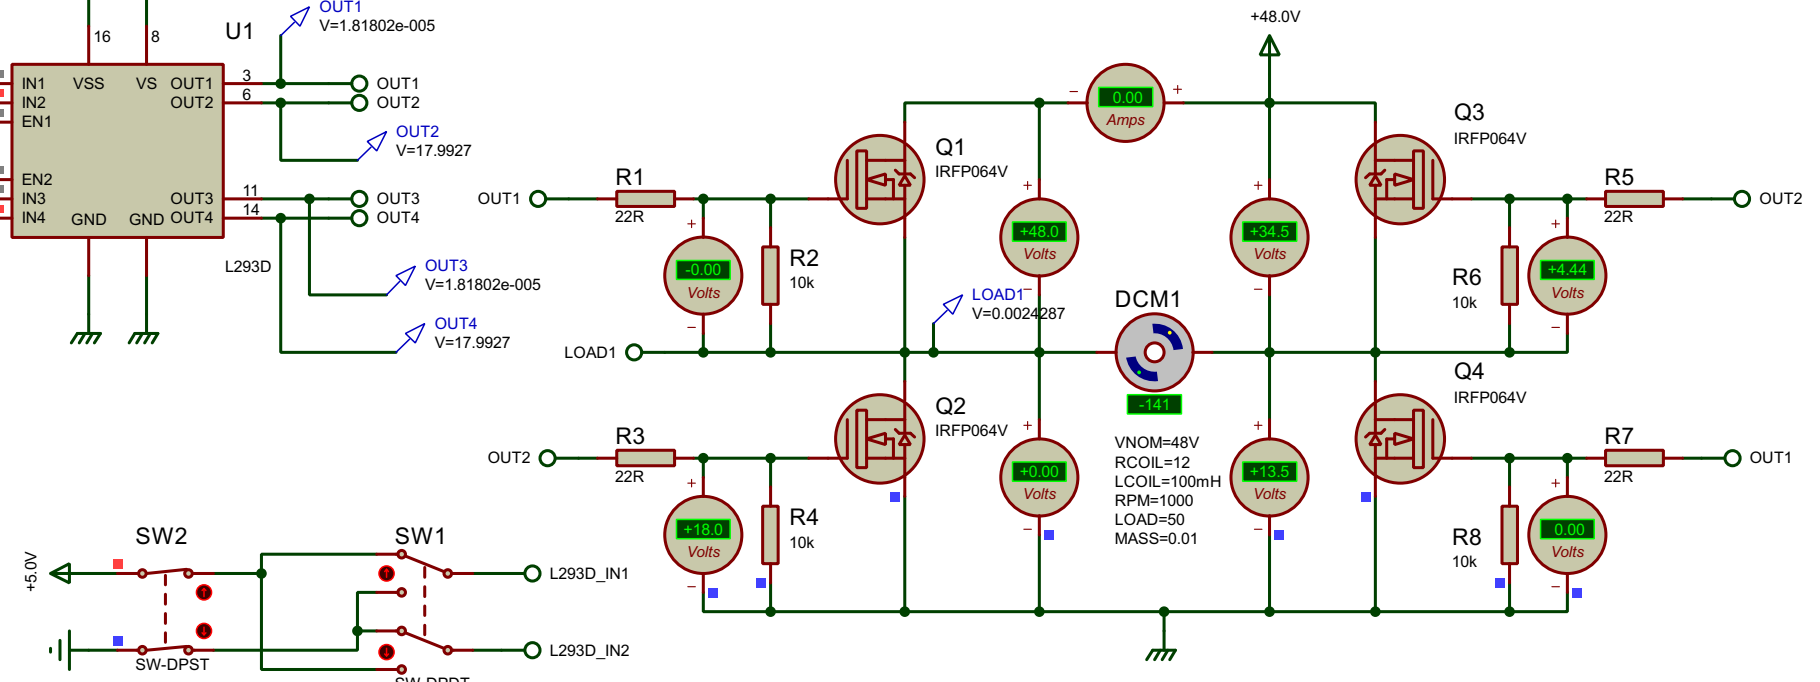 OUT1
V=1.81802e-005
U1
16
8
IN1
IN2
EN1
VSS
VS
OUT1
OUT2
3
6
OUT1
OUT2
OUT2
V=17.9927
EN2
IN3
IN4
GND
GND
OUT3
OUT4
11
14
OUT3
OUT4
L293D
OUT3
V=1.81802e-005
OUT4
V=17.9927
+48.0V
−
0.00
Amps
+
Q1
IRFP064V
Q3
IRFP064V
OUT1
R1
22R
R2
10k
+
-0.00
Volts
−
+
+48.0
Volts
−
+
+34.5
Volts
−
R5
22R
OUT2
R6
10k
+
+4.44
Volts
−
LOAD1
LOAD1
V=0.0024287
DCM1
-141
VNOM=48V
RCOIL=12
LCOIL=100mH
RPM=1000
LOAD=50
MASS=0.01
Q2
IRFP064V
Q4
IRFP064V
OUT2
R3
22R
R4
10k
+
+18.0
Volts
−
+
+0.00
Volts
−
+
+13.5
Volts
−
R7
22R
OUT1
R8
10k
+
0.00
Volts
−
+5.0V
SW2
SW-DPST
SW1
L293D_IN1
L293D_IN2
SW-DPDT